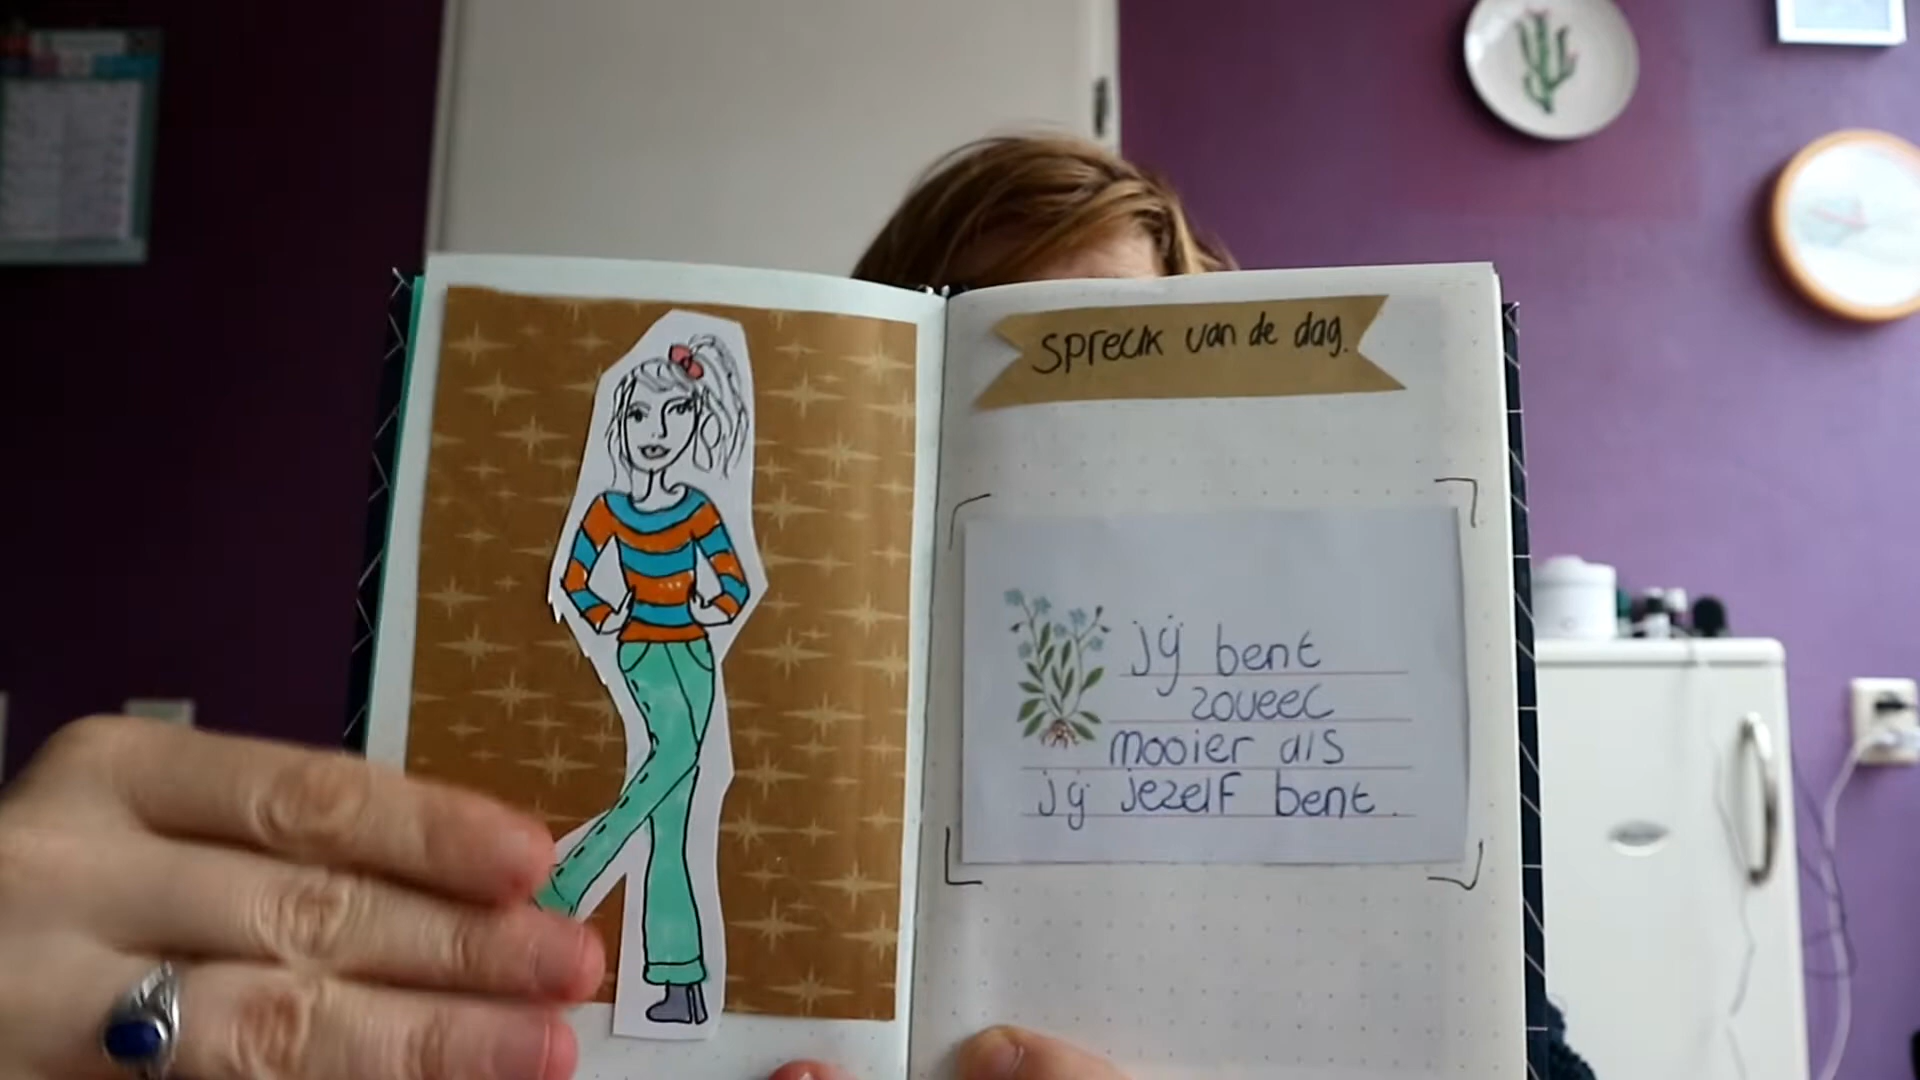 spreuk van de dag.
jij bent
zoveel
mooier als
jij jezelf bent.